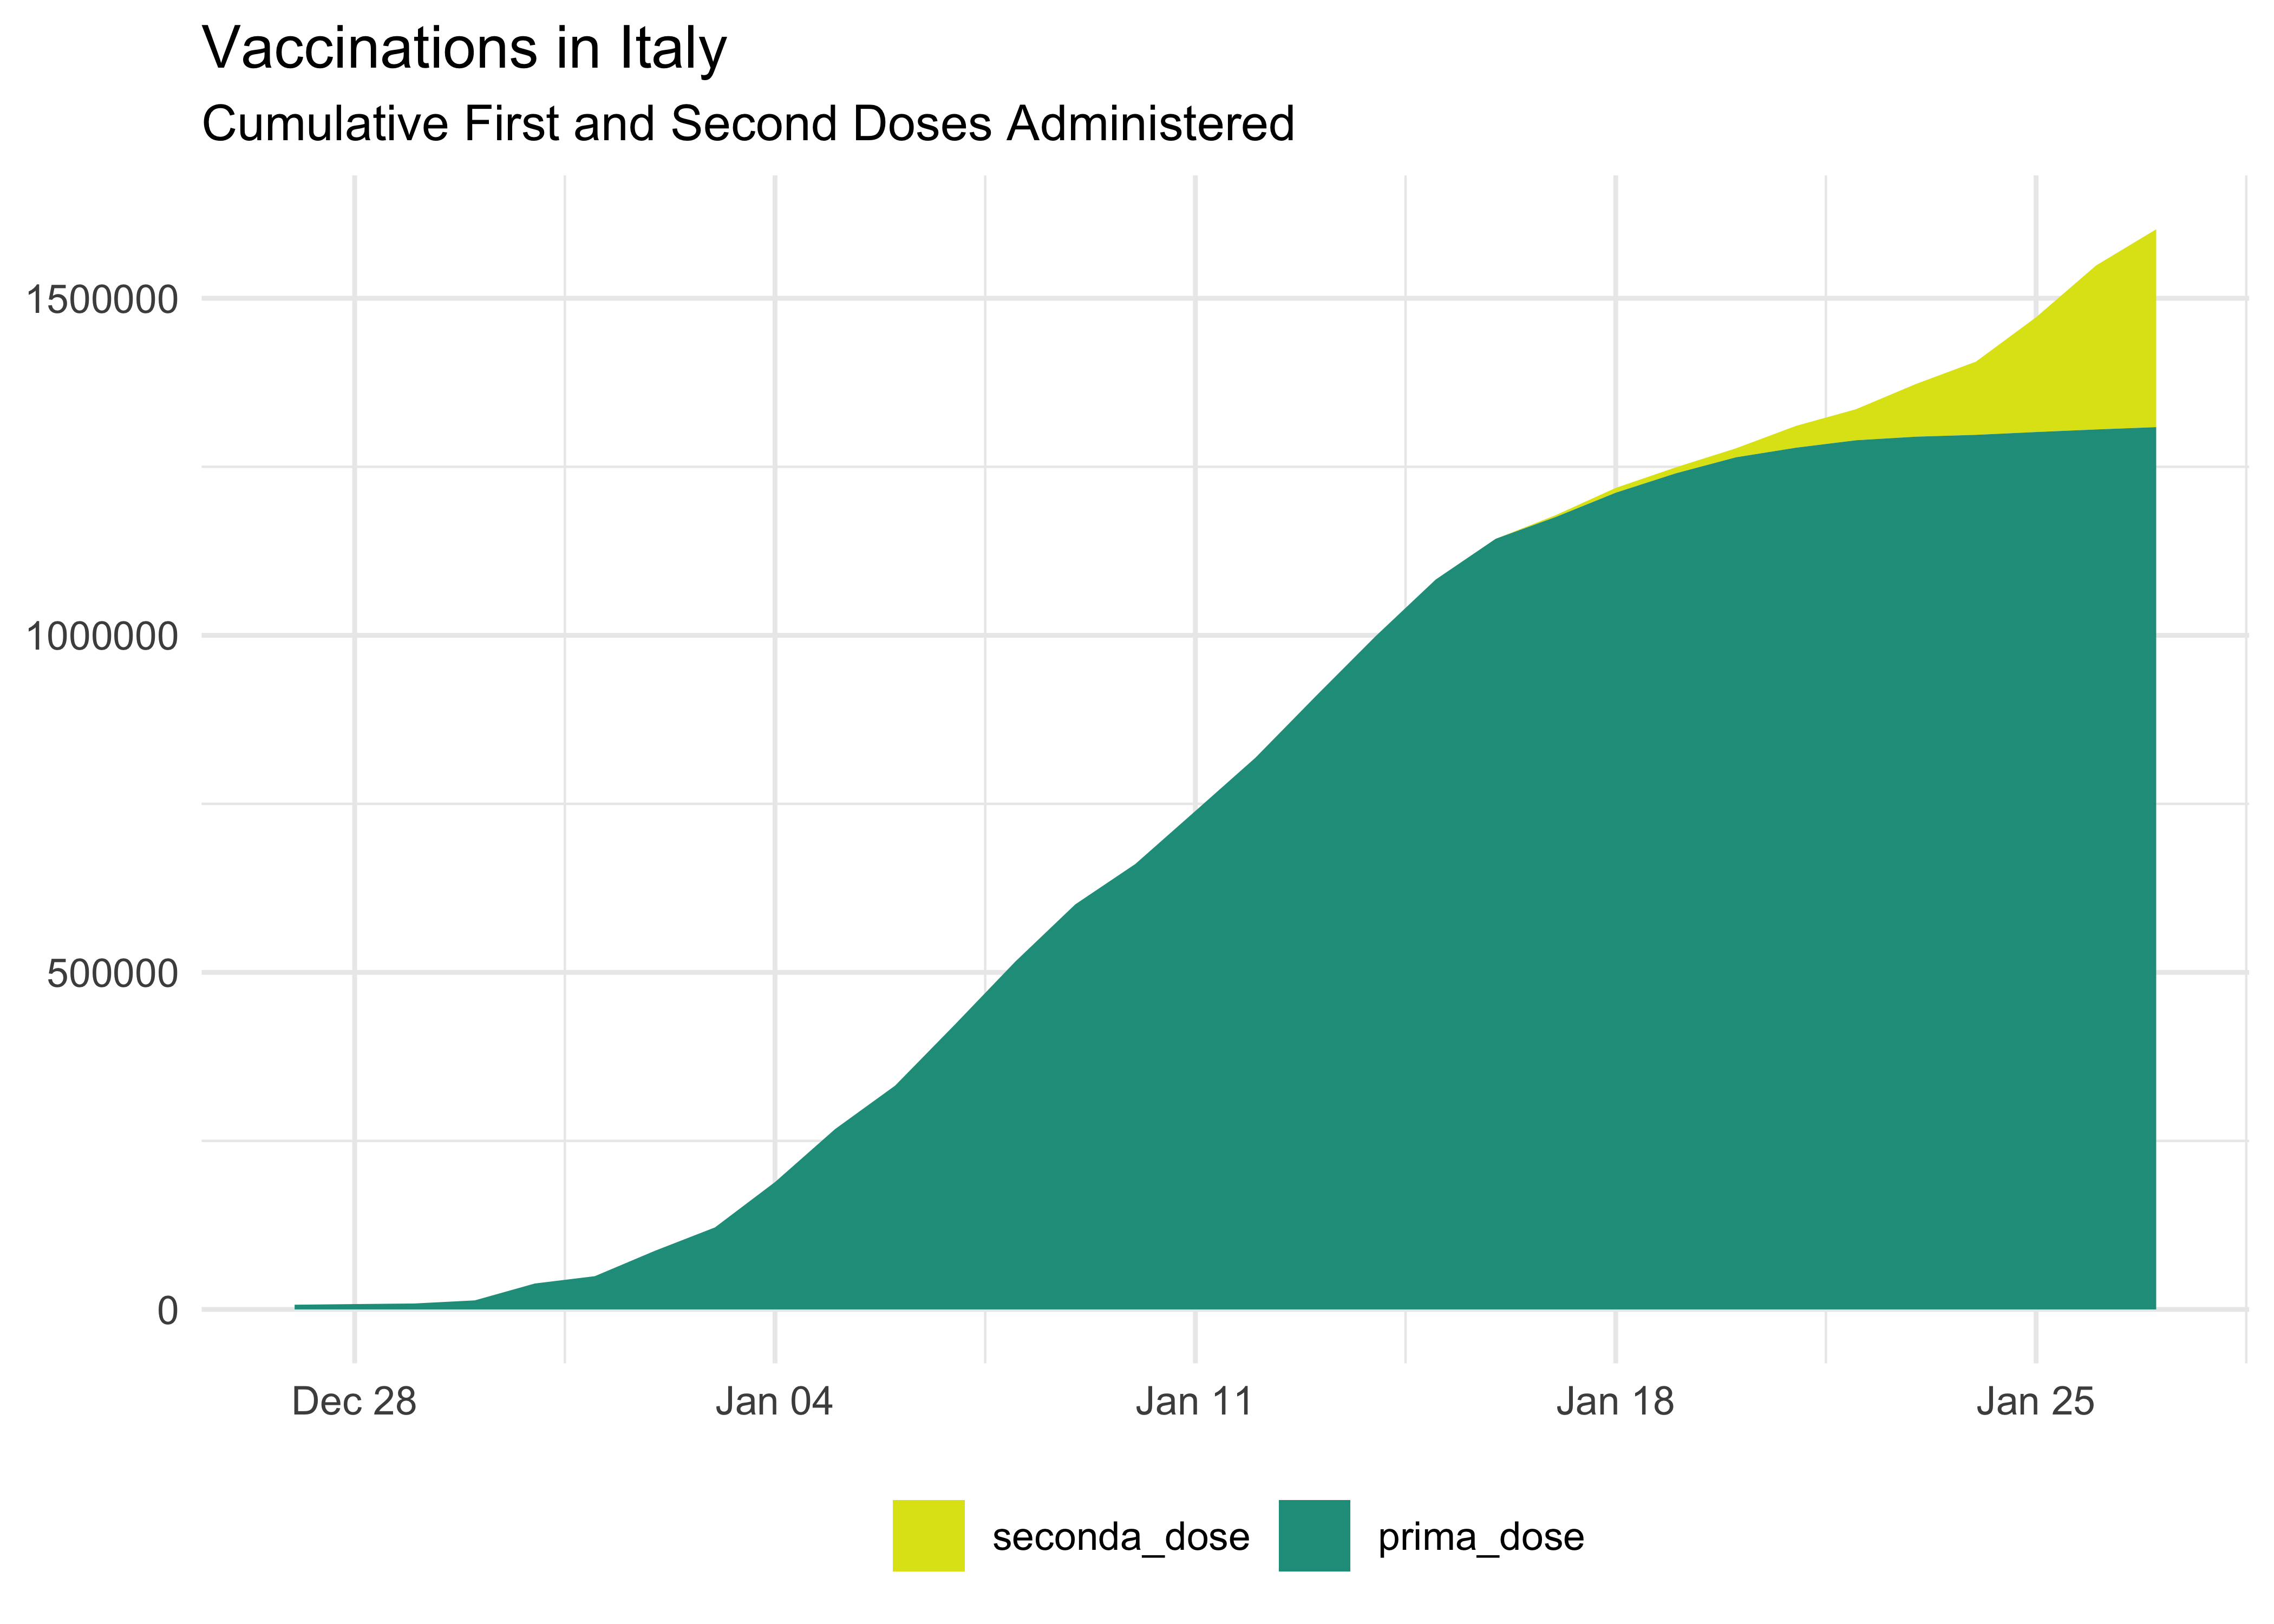 Vaccinations in Italy
Cumulative First and Second Doses Administered
1500000
1000000
500000
0
Dec 28 Jan 04 Jan 11 Jan 18 Jan 25
seconda_dose prima_dose